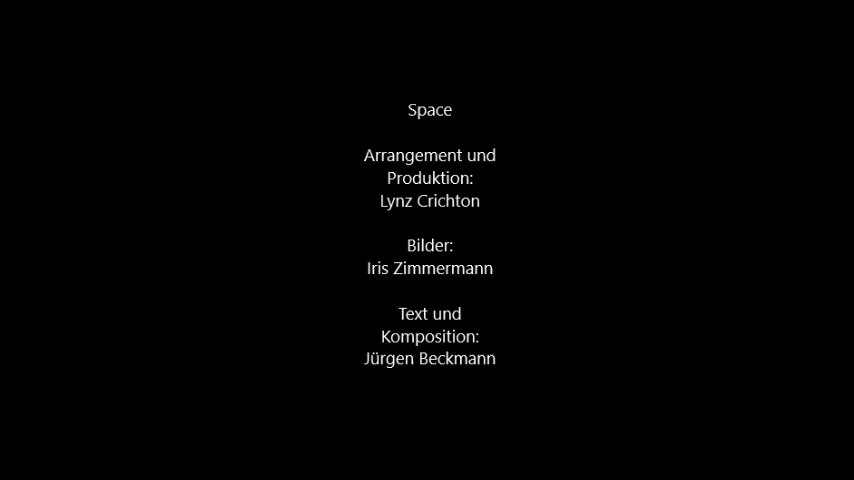 Space
Arrangement und
Produktion:
Lynz Crichton
Bilder:
Iris Zimmermann
Text und
Komposition:
Jürgen Beckmann